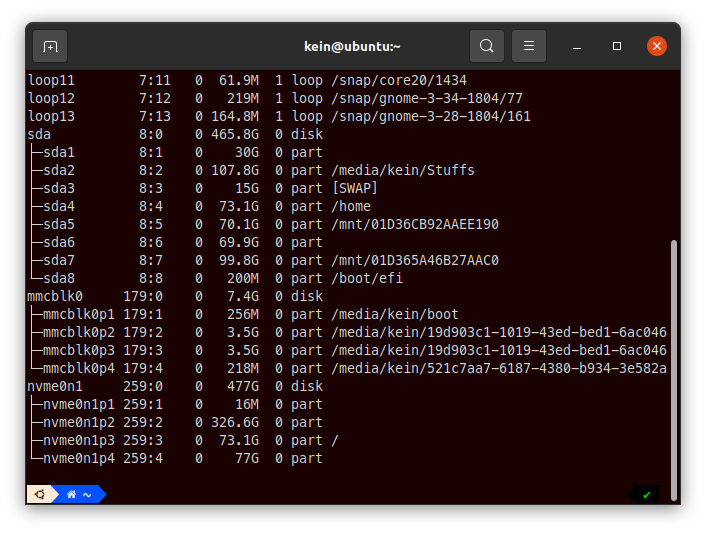 kein@ubuntu:~
loop11        7:11   0  61.9M  1 loop /snap/core20/1434
loop12        7:12   0   219M  1 loop /snap/gnome-3-34-1804/77
loop13        7:13   0 164.8M  1 loop /snap/gnome-3-28-1804/161
sda           8:0    0 465.8G  0 disk
├─sda1        8:1    0    30G  0 part
├─sda2        8:2    0 107.8G  0 part /media/kein/Stuffs
├─sda3        8:3    0    15G  0 part [SWAP]
├─sda4        8:4    0  73.1G  0 part /home
├─sda5        8:5    0  70.1G  0 part /mnt/01D36CB92AAEE190
├─sda6        8:6    0  69.9G  0 part
├─sda7        8:7    0  99.8G  0 part /mnt/01D365A46B27AAC0
└─sda8        8:8    0   200M  0 part /boot/efi
mmcblk0     179:0    0   7.4G  0 disk
├─mmcblk0p1 179:1    0   256M  0 part /media/kein/boot
├─mmcblk0p2 179:2    0   3.5G  0 part /media/kein/19d903c1-1019-43ed-bed1-6ac046
├─mmcblk0p3 179:3    0   3.5G  0 part /media/kein/19d903c1-1019-43ed-bed1-6ac046
└─mmcblk0p4 179:4    0   218M  0 part /media/kein/521c7aa7-6187-4380-b934-3e582a
nvme0n1     259:0    0   477G  0 disk
├─nvme0n1p1 259:1    0    16M  0 part
├─nvme0n1p2 259:2    0 326.6G  0 part
├─nvme0n1p3 259:3    0  73.1G  0 part /
└─nvme0n1p4 259:4    0    77G  0 part
~ ✔